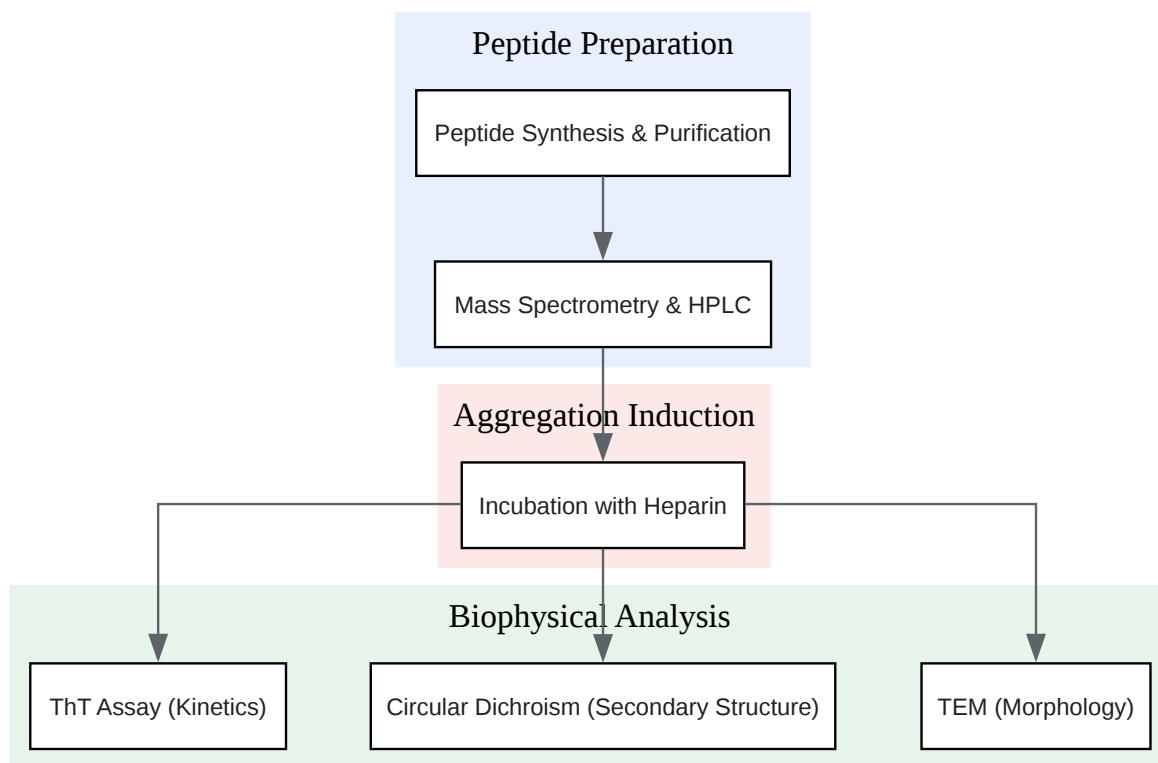 Peptide Preparation
Peptide Synthesis & Purification
Mass Spectrometry & HPLC
Aggregation Induction
Incubation with Heparin
Biophysical Analysis
ThT Assay (Kinetics)
Circular Dichroism (Secondary Structure)
TEM (Morphology)